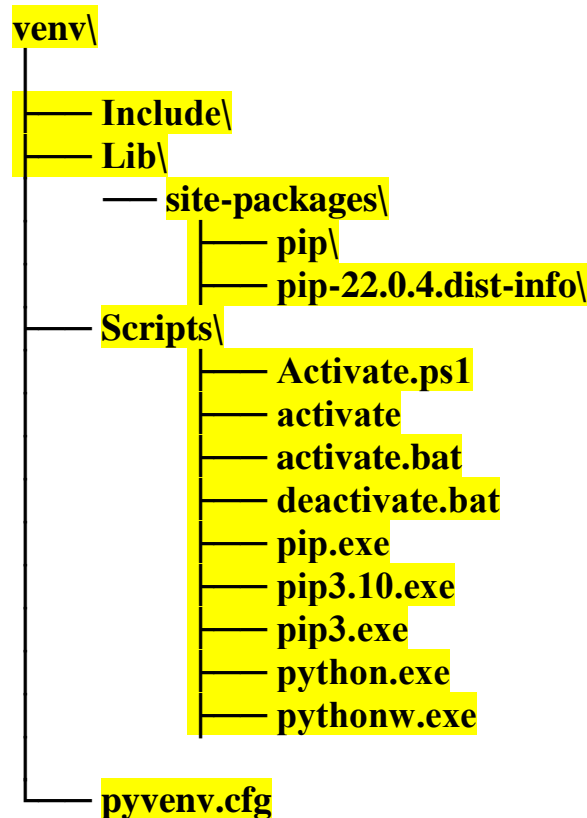 venv\
Include\
Lib\
site-packages\
pip\
pip-22.0.4.dist-info\
Scripts\
Activate.ps1
activate
activate.bat
deactivate.bat
pip.exe
pip3.10.exe
pip3.exe
python.exe
pythonw.exe
pyvenv.cfg